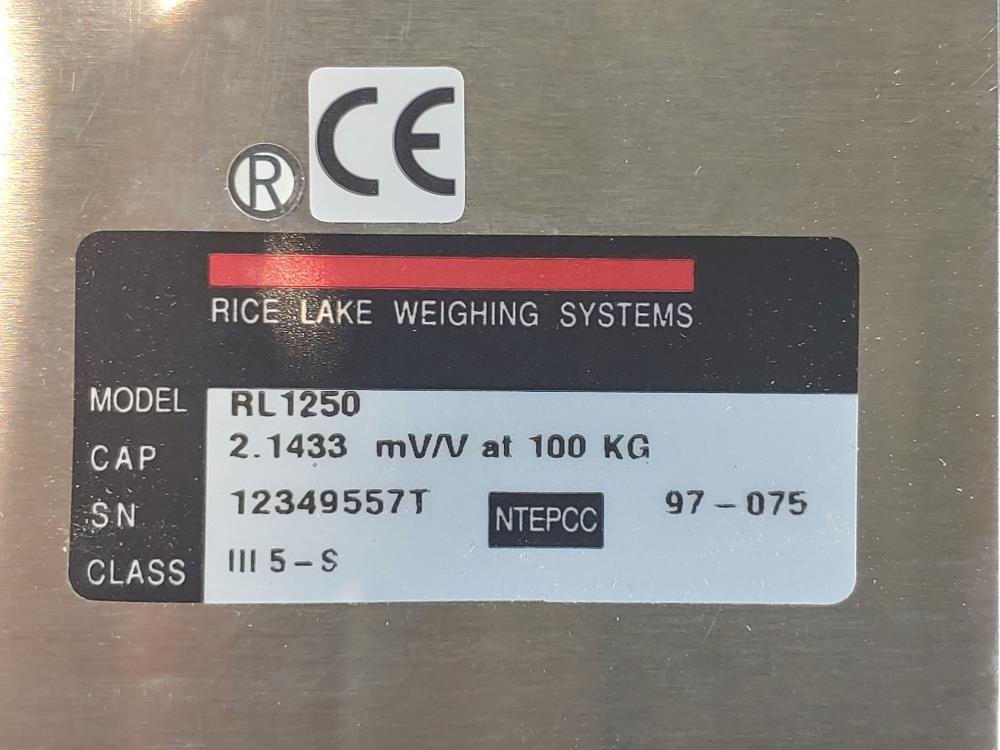 ®
CE
RICE LAKE WEIGHING SYSTEMS
MODEL RL1250
CAP 2.1433 mV/V at 100 KG
SN 12349557T NTEPCC 97-075
CLASS III 5-S